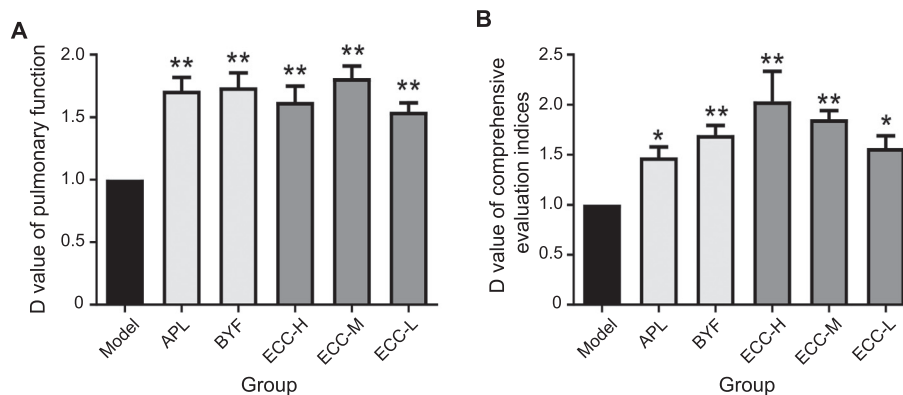 A
D value of pulmonary function
2.0
1.5
1.0
0.5
0
**
**
**
**
**
Model
APL
BYF
ECC-H
ECC-M
ECC-L
Group
B
D value of comprehensive
evaluation indices
2.5
2.0
1.5
1.0
0.5
0
*
**
**
**
*
Model
APL
BYF
ECC-H
ECC-M
ECC-L
Group